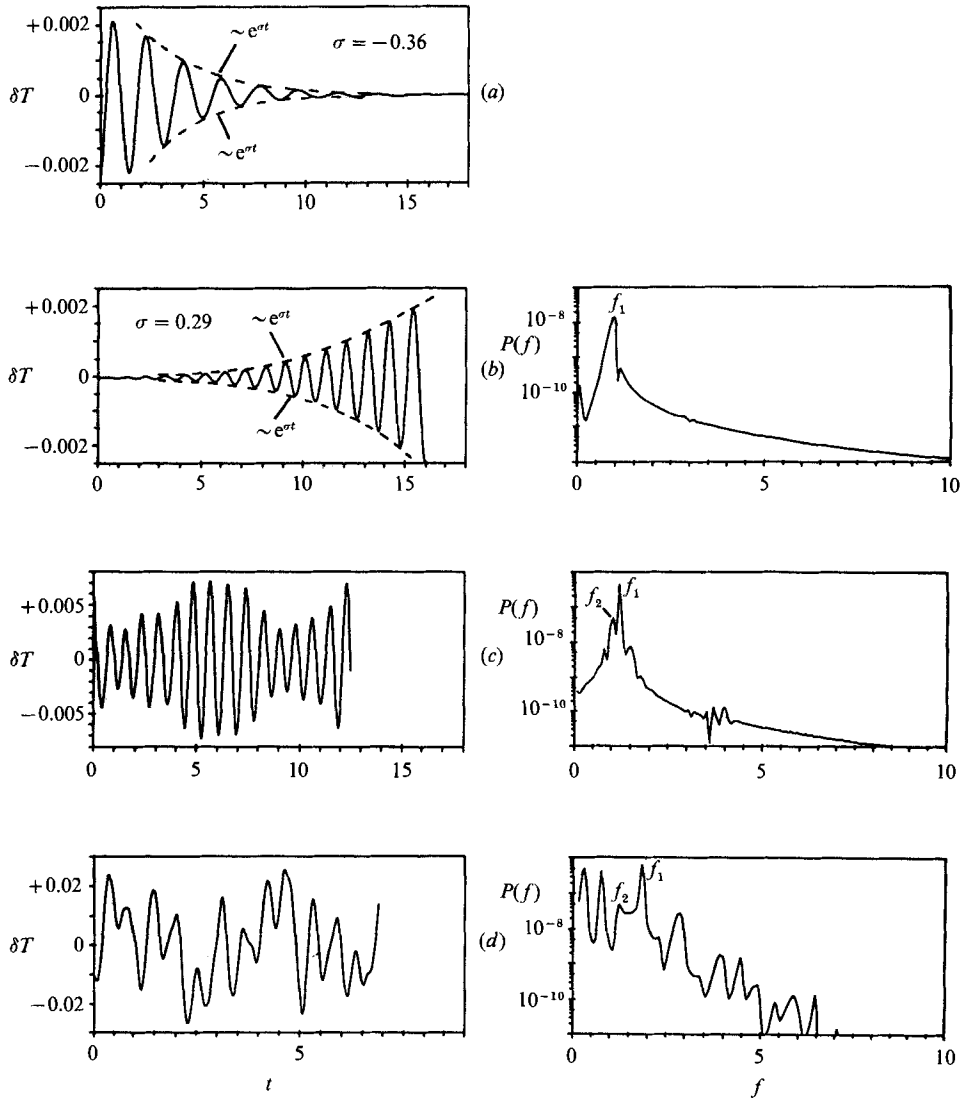 +0.002
δT 0
−0.002
~e^{σt}
σ = −0.36
~e^{σt}
(a)
0 5 10 15
+0.002
δT 0
−0.002
σ = 0.29
~e^{σt}
~e^{σt}
(b)
0 5 10 15
10^{-8}
P(f)
10^{-10}
f_1
0 5 10
+0.005
δT 0
−0.005
(c)
0 5 10 15
P(f)
10^{-8}
10^{-10}
f_2 f_1
0 5 10
+0.02
δT 0
−0.02
(d)
0 5
t
P(f)
10^{-8}
10^{-10}
f_2 f_1
0 5 10
f